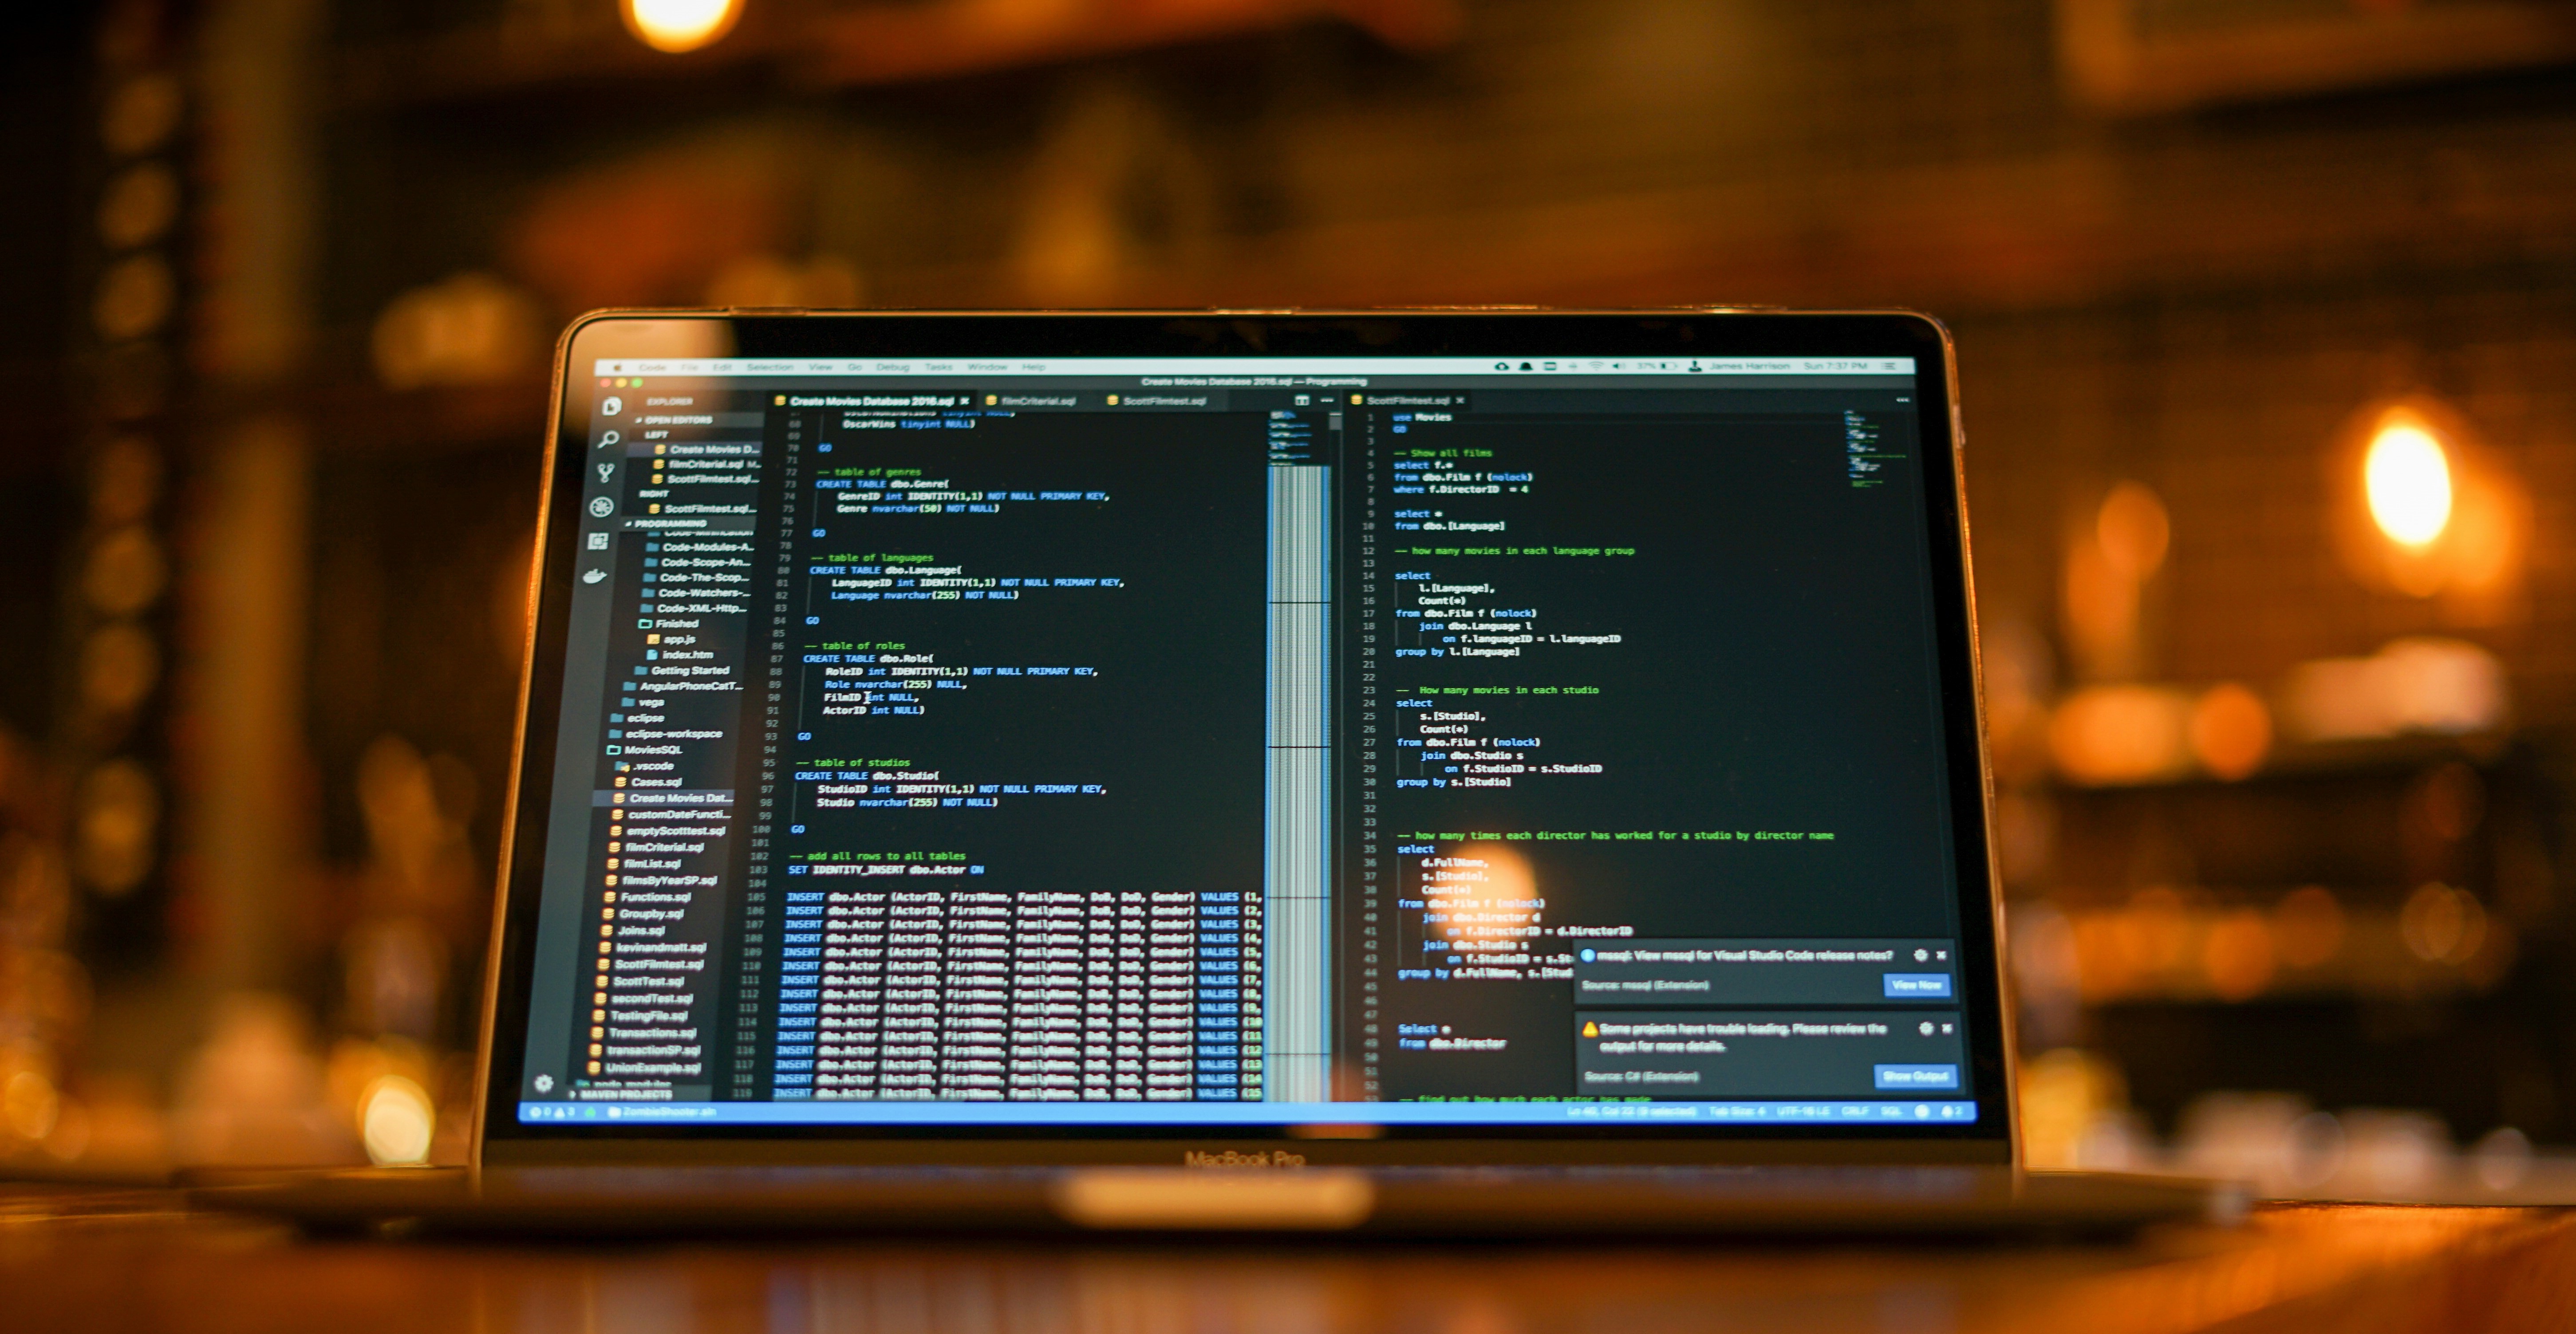 Code File Edit Selection View Go Debug Tasks Window Help
37% James Harrison Sun 7:37 PM
Create Movies Database 2016.sql — Programming
EXPLORER
OPEN EDITORS
LEFT
Create Movies D...
filmCriterial.sql M...
ScottFilmtest.sql...
RIGHT
ScottFilmtest.sql...
PROGRAMMING
Code-Minification
Code-Modules-A...
Code-Scope-An...
Code-The-Scop...
Code-Watchers-...
Code-XML-Http...
Finished
app.js
index.htm
Getting Started
AngularPhoneCatT...
vega
eclipse
eclipse-workspace
MoviesSQL
.vscode
Cases.sql
Create Movies Dat...
customDateFuncti...
emptyScotttest.sql
filmCriterial.sql
filmList.sql
filmsByYearSP.sql
Functions.sql
Groupby.sql
Joins.sql
kevinandmatt.sql
ScottFilmtest.sql
ScottTest.sql
secondTest.sql
TestingFile.sql
Transactions.sql
transactionSP.sql
UnionExample.sql
node_modules
MAVEN PROJECTS
Create Movies Database 2016.sql × filmCriterial.sql ScottFilmtest.sql
OscarNominations tinyint NULL,
68 OscarWins tinyint NULL)
69
70 GO
71
72 -- table of genres
73 CREATE TABLE dbo.Genre(
74 GenreID int IDENTITY(1,1) NOT NULL PRIMARY KEY,
75 Genre nvarchar(50) NOT NULL)
76
77 GO
78
79 -- table of languages
80 CREATE TABLE dbo.Language(
81 LanguageID int IDENTITY(1,1) NOT NULL PRIMARY KEY,
82 Language nvarchar(255) NOT NULL)
83
84 GO
85
86 -- table of roles
87 CREATE TABLE dbo.Role(
88 RoleID int IDENTITY(1,1) NOT NULL PRIMARY KEY,
89 Role nvarchar(255) NULL,
90 FilmID int NULL,
91 ActorID int NULL)
92
93 GO
94
95 -- table of studios
96 CREATE TABLE dbo.Studio(
97 StudioID int IDENTITY(1,1) NOT NULL PRIMARY KEY,
98 Studio nvarchar(255) NOT NULL)
99
100 GO
101
102 -- add all rows to all tables
103 SET IDENTITY_INSERT dbo.Actor ON
104
105 INSERT dbo.Actor (ActorID, FirstName, FamilyName, DoB, DoD, Gender) VALUES (1,
106 INSERT dbo.Actor (ActorID, FirstName, FamilyName, DoB, DoD, Gender) VALUES (2,
107 INSERT dbo.Actor (ActorID, FirstName, FamilyName, DoB, DoD, Gender) VALUES (3,
108 INSERT dbo.Actor (ActorID, FirstName, FamilyName, DoB, DoD, Gender) VALUES (4,
109 INSERT dbo.Actor (ActorID, FirstName, FamilyName, DoB, DoD, Gender) VALUES (5,
110 INSERT dbo.Actor (ActorID, FirstName, FamilyName, DoB, DoD, Gender) VALUES (6,
111 INSERT dbo.Actor (ActorID, FirstName, FamilyName, DoB, DoD, Gender) VALUES (7,
112 INSERT dbo.Actor (ActorID, FirstName, FamilyName, DoB, DoD, Gender) VALUES (8,
113 INSERT dbo.Actor (ActorID, FirstName, FamilyName, DoB, DoD, Gender) VALUES (9,
114 INSERT dbo.Actor (ActorID, FirstName, FamilyName, DoB, DoD, Gender) VALUES (10
115 INSERT dbo.Actor (ActorID, FirstName, FamilyName, DoB, DoD, Gender) VALUES (11
116 INSERT dbo.Actor (ActorID, FirstName, FamilyName, DoB, DoD, Gender) VALUES (12
117 INSERT dbo.Actor (ActorID, FirstName, FamilyName, DoB, DoD, Gender) VALUES (13
118 INSERT dbo.Actor (ActorID, FirstName, FamilyName, DoB, DoD, Gender) VALUES (14
119 INSERT dbo.Actor (ActorID, FirstName, FamilyName, DoB, DoD, Gender) VALUES (15
ScottFilmtest.sql ×
1 use Movies
2 GO
3
4 -- Show all films
5 select f.*
6 from dbo.Film f (nolock)
7 where f.DirectorID = 4
8
9 select *
10 from dbo.[Language]
11
12 -- how many movies in each language group
13
14 select
15 l.[Language],
16 Count(*)
17 from dbo.Film f (nolock)
18 join dbo.Language l
19 on f.languageID = l.languageID
20 group by l.[Language]
21
22
23 -- How many movies in each studio
24 select
25 s.[Studio],
26 Count(*)
27 from dbo.Film f (nolock)
28 join dbo.Studio s
29 on f.StudioID = s.StudioID
30 group by s.[Studio]
31
32
33
34 -- how many times each director has worked for a studio by director name
35 select
36 d.FullName,
37 s.[Studio],
38 Count(*)
39 from dbo.Film f (nolock)
40 join dbo.Director d
41 on f.DirectorID = d.DirectorID
42 join dbo.Studio s
43 on f.StudioID = s.St
44 group by d.FullName, s.[Stud
45
46
47
48 Select *
49 from dbo.Director
50
51
52
53 -- find out how much each actor has made
mssql: View mssql for Visual Studio Code release notes?
Source: mssql (Extension)
View Now
Some projects have trouble loading. Please review the
output for more details.
Source: C# (Extension)
Show Output
0 3 ZombieShooter.sln
Tab Size: 4 UTF-16 LE CRLF SQL 2
MacBook Pro